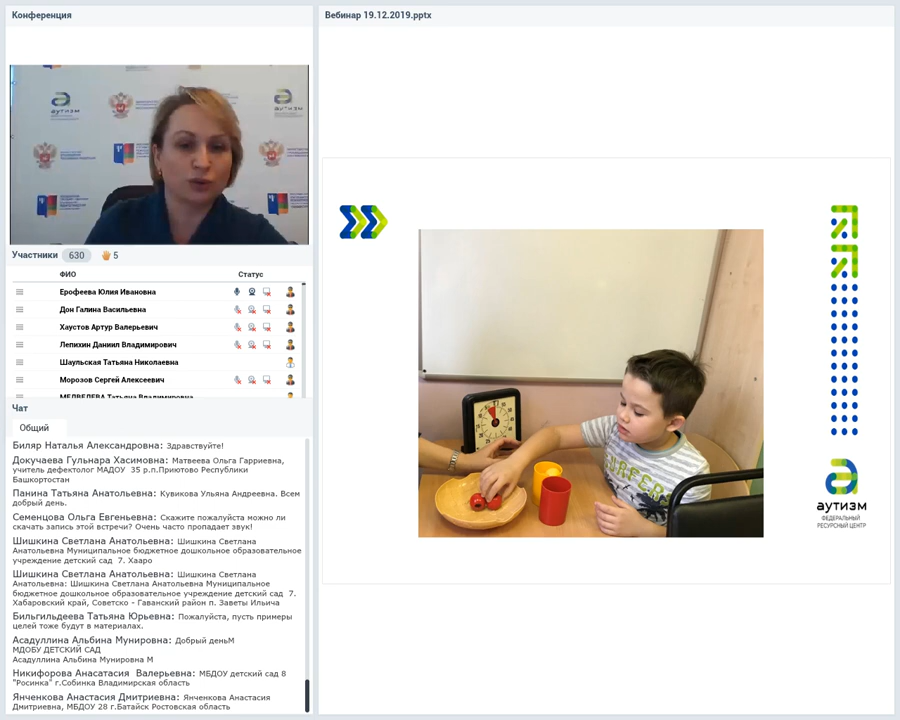 Конференция
аутизм
аутизм
Участники 630 5
ФИО Статус
Ерофеева Юлия Ивановна
Дон Галина Васильевна
Хаустов Артур Валерьевич
Лепихин Даниил Владимирович
Шаульская Татьяна Николаевна
Морозов Сергей Алексеевич
МЕДВЕДЕВА Татьяна Владимировна
Чат
Общий
Биляр Наталья Александровна: Здравствуйте!
Докучаева Гульнара Хасимовна: Матвеева Ольга Гарриевна,
учитель дефектолог МАДОУ 35 р.п.Приютово Республики
Башкортостан
Панина Татьяна Анатольевна: Кувикова Ульяна Андреевна. Всем
добрый день.
Семенцова Ольга Евгеньевна: Скажите пожалуйста можно ли
скачать запись этой встречи? Очень часто пропадает звук!
Шишкина Светлана Анатольевна: Шишкина Светлана
Анатольевна Муниципальное бюджетное дошкольное образовательное
учреждение детский сад 7. Хааро
Шишкина Светлана Анатольевна: Шишкина Светлана
Анатольевна: Шишкина Светлана Анатольевна Муниципальное
бюджетное дошкольное образовательное учреждение детский сад 7.
Хабаровский край, Советско - Гаванский район п. Заветы Ильича
Бильгильдеева Татьяна Юрьевна: Пожалуйста, пусть примеры
целей тоже будут в материалах.
Асадуллина Альбина Мунировна: Добрый деньМ
МДОБУ ДЕТСКИЙ САД
Асадуллина Альбина Мунировна М
Никифорова Анасатасия Валерьевна: МБДОУ детский сад 8
"Росинка" г.Собинка Владимирская область
Янченкова Анастасия Дмитриевна: Янченкова Анастасия
Дмитриевна, МБДОУ 28 г.Батайск Ростовская область
Вебинар 19.12.2019.pptx
SURFER
аутизм
ФЕДЕРАЛЬНЫЙ
РЕСУРСНЫЙ ЦЕНТР